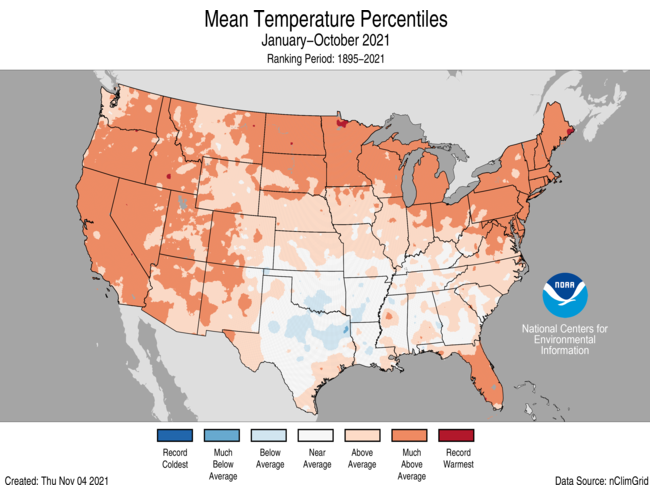 Mean Temperature Percentiles
January–October 2021
Ranking Period: 1895–2021
NOAA
National Centers for
Environmental
Information
Record
Coldest
Much
Below
Average
Below
Average
Near
Average
Above
Average
Much
Above
Average
Record
Warmest
Created: Thu Nov 04 2021
Data Source: nClimGrid